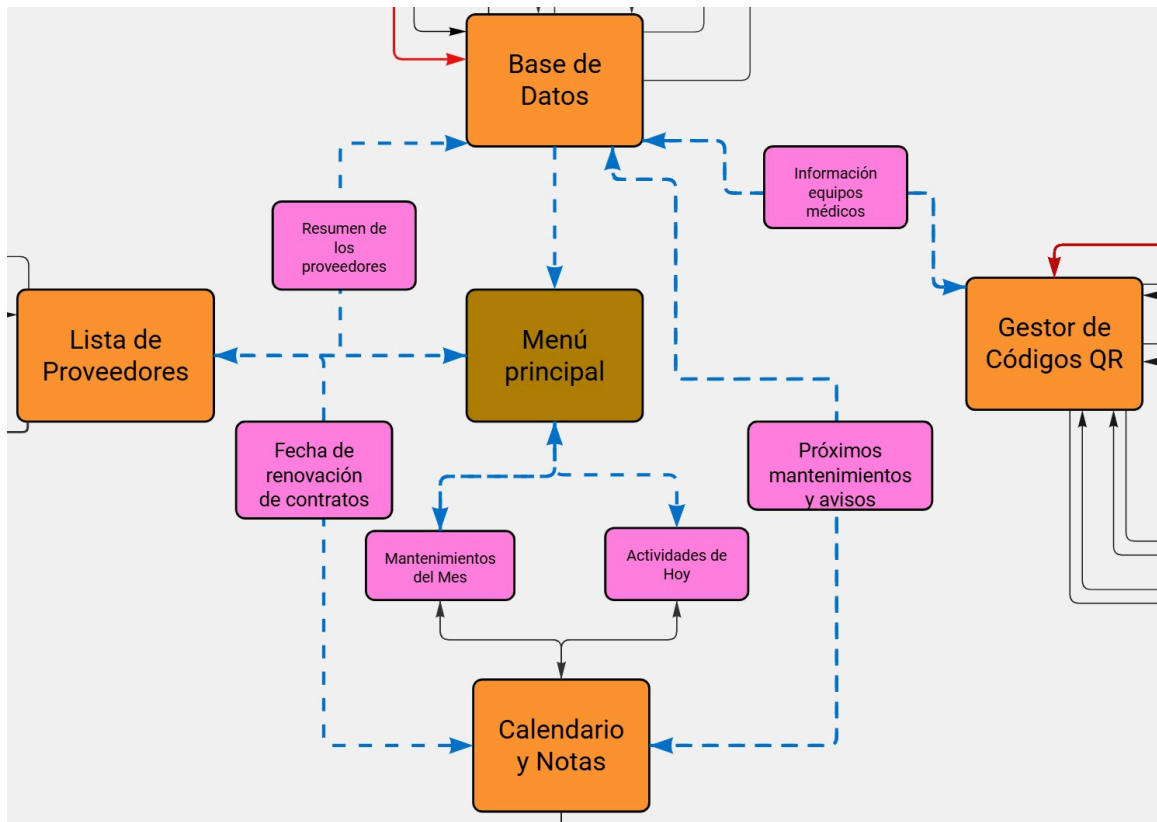 Base de
Datos
Información
equipos
médicos
Resumen de
los
proveedores
Lista de
Proveedores
Menú
principal
Gestor de
Códigos QR
Fecha de
renovación
de contratos
Próximos
mantenimientos
y avisos
Mantenimientos
del Mes
Actividades de
Hoy
Calendario
y Notas